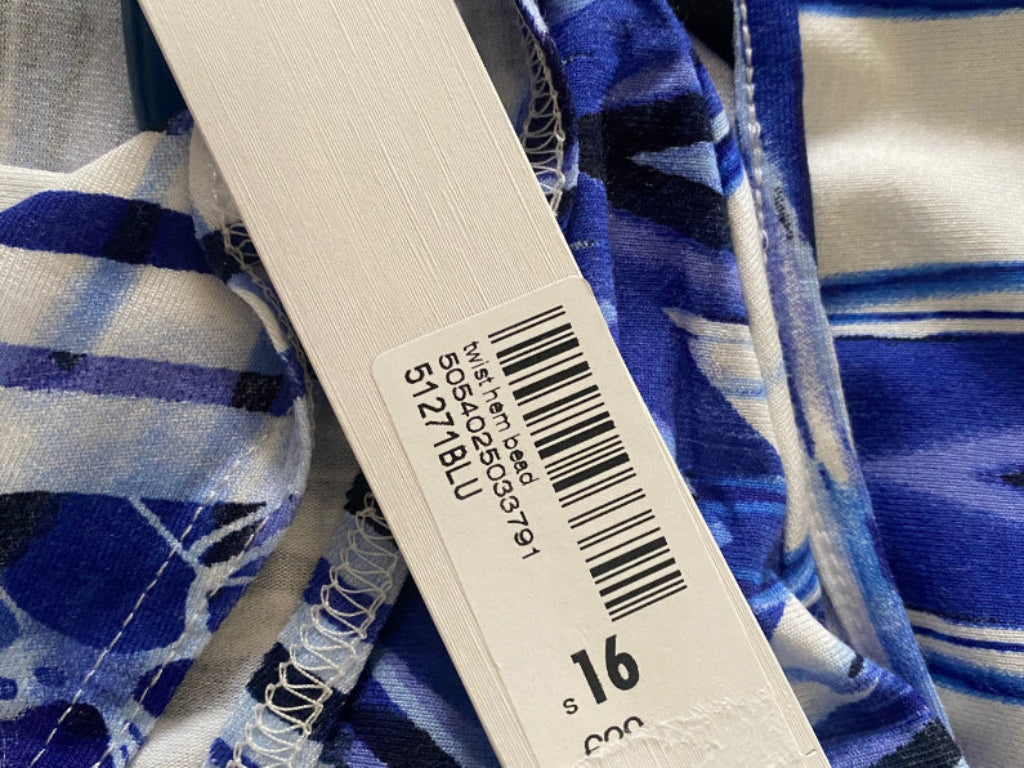 twist hem bead
5054025033791
51271BLU
s 16